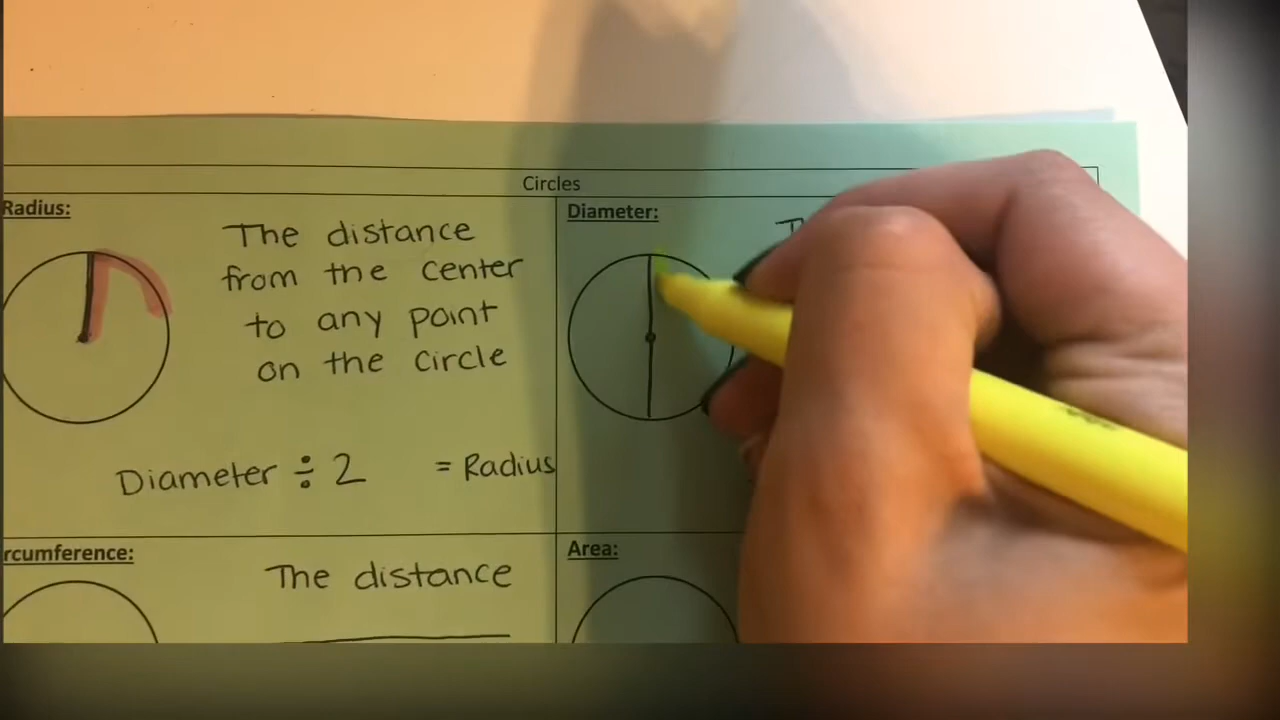 Circles
Radius:
The distance
from the center
to any point
on the circle
Diameter ÷ 2 = Radius
Diameter:
rcumference:
The distance
Area: